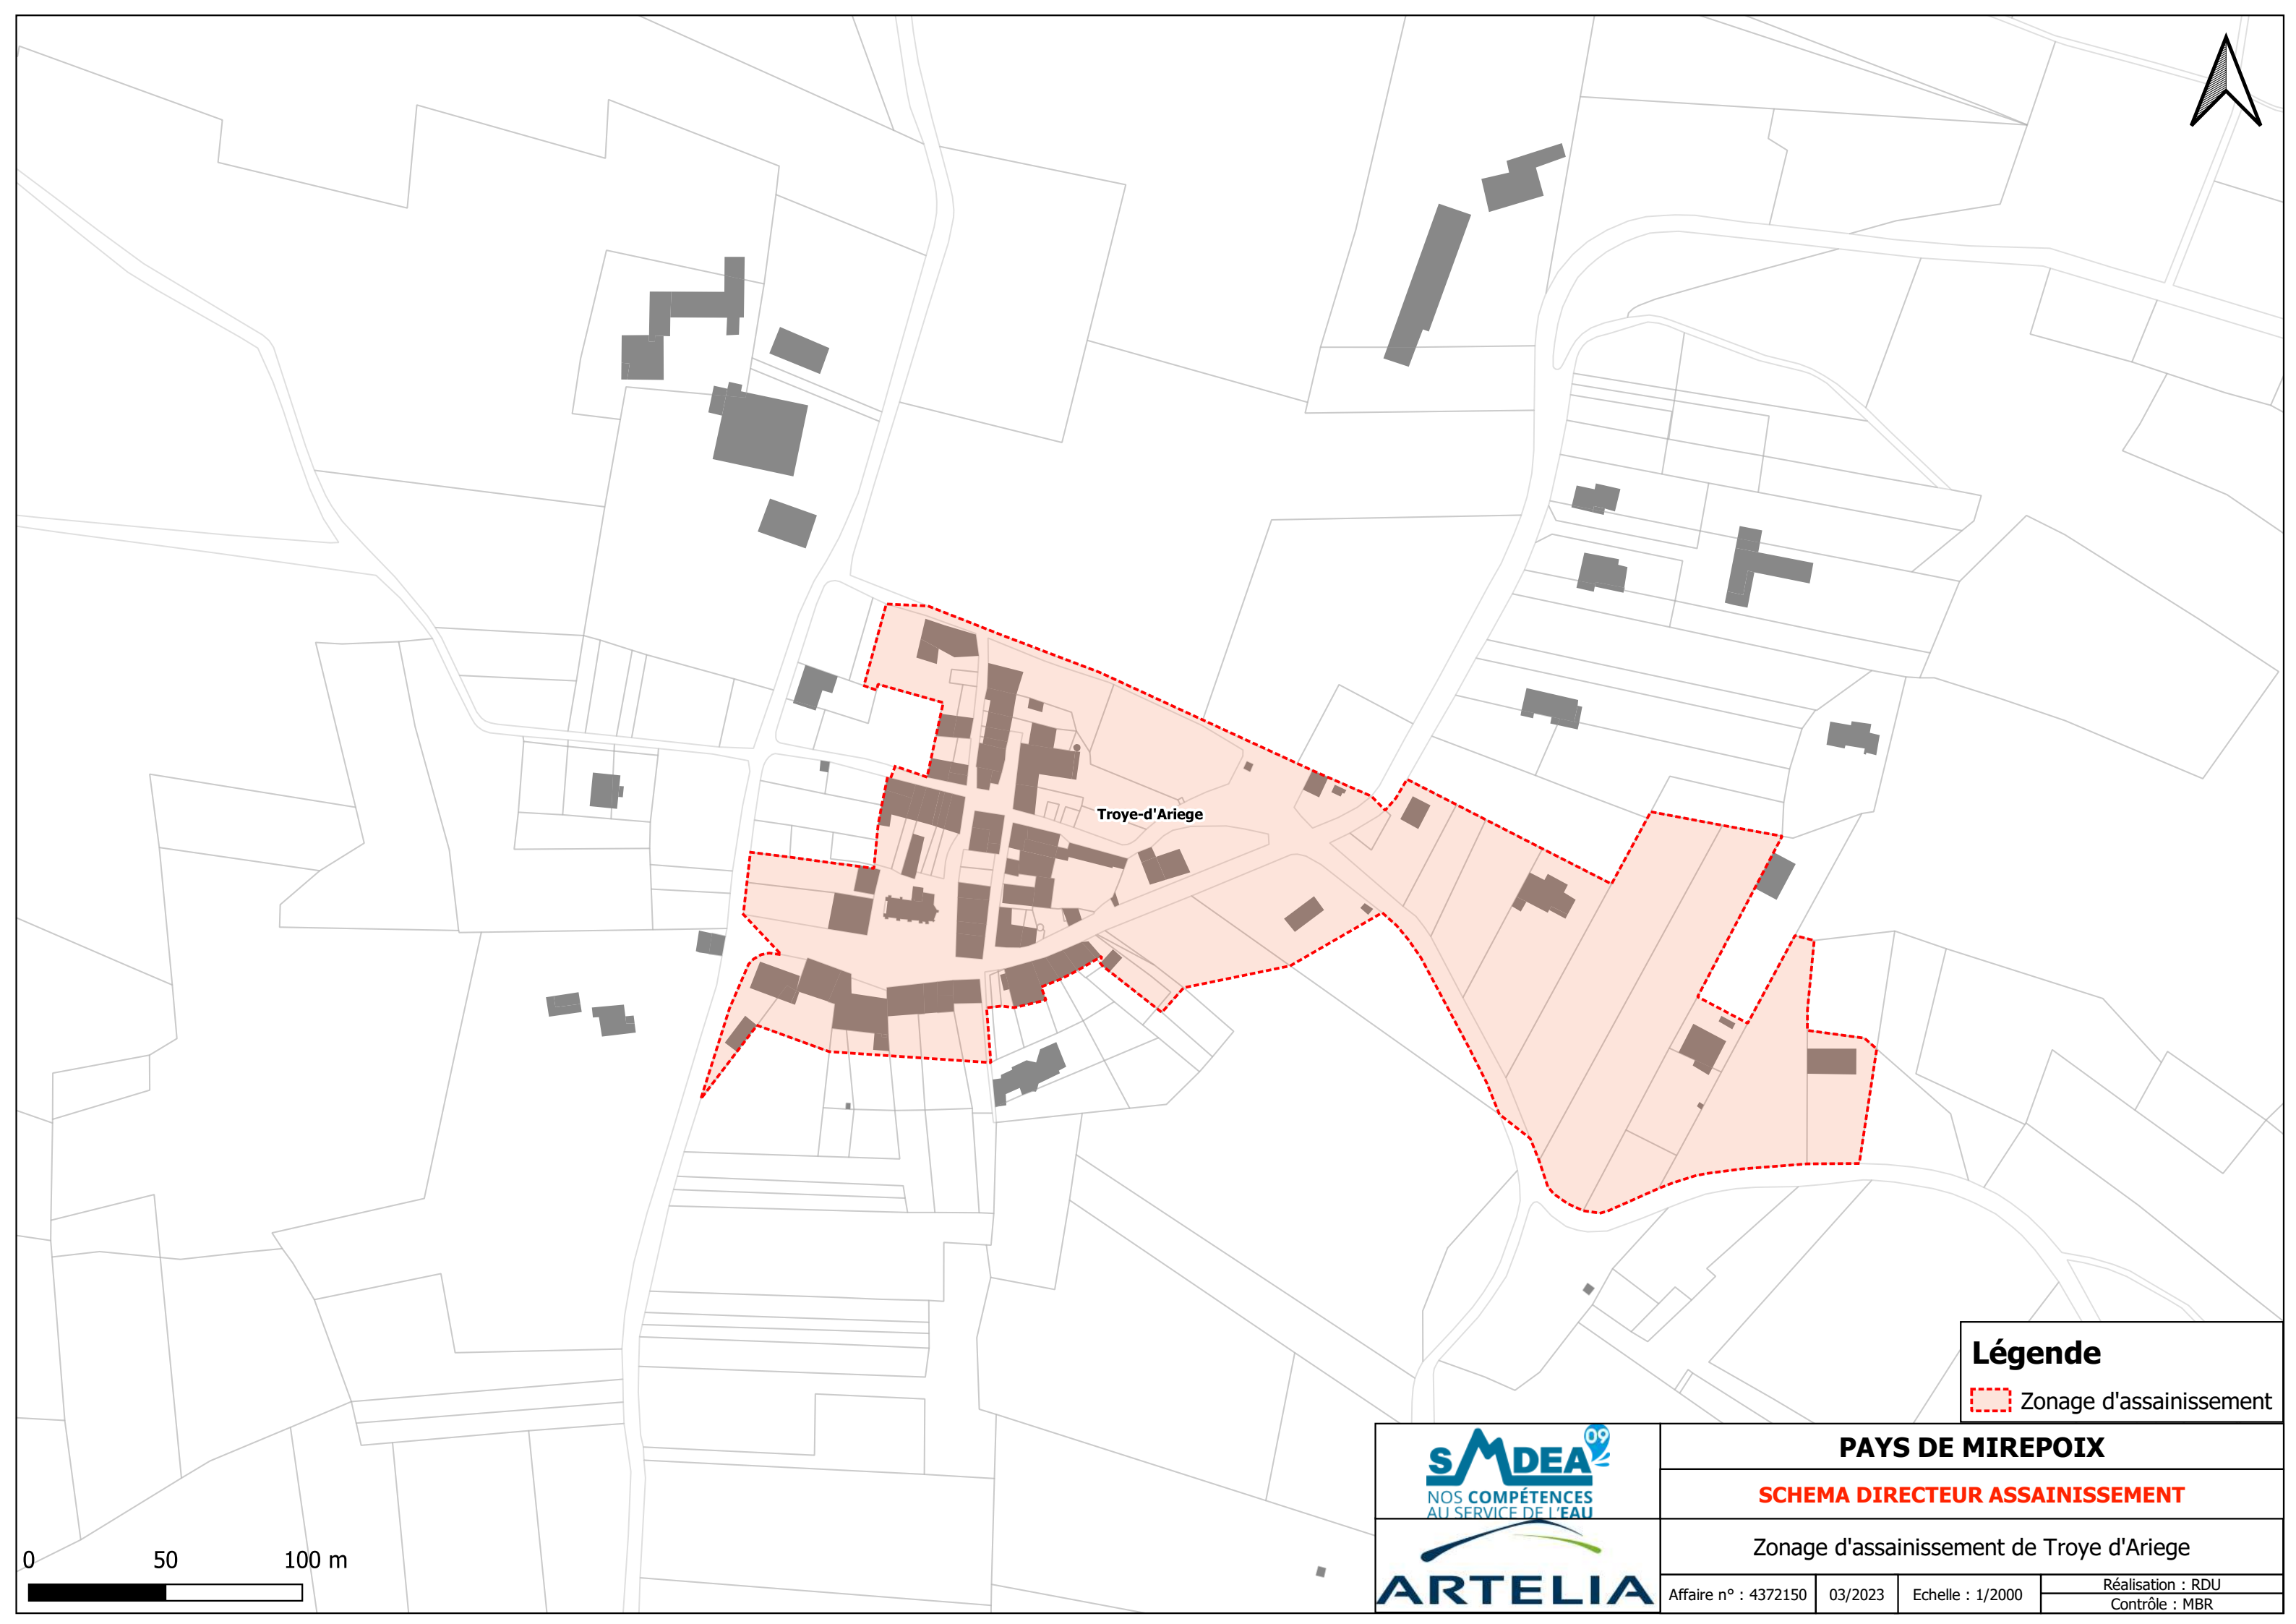 Troye-d'Ariege
Légende
Zonage d'assainissement
SMDEA 09
NOS COMPÉTENCES
AU SERVICE DE L'EAU
PAYS DE MIREPOIX
SCHEMA DIRECTEUR ASSAINISSEMENT
ARTELIA
Zonage d'assainissement de Troye d'Ariege
Affaire n° : 4372150
03/2023
Echelle : 1/2000
Réalisation : RDU
Contrôle : MBR
0 50 100 m